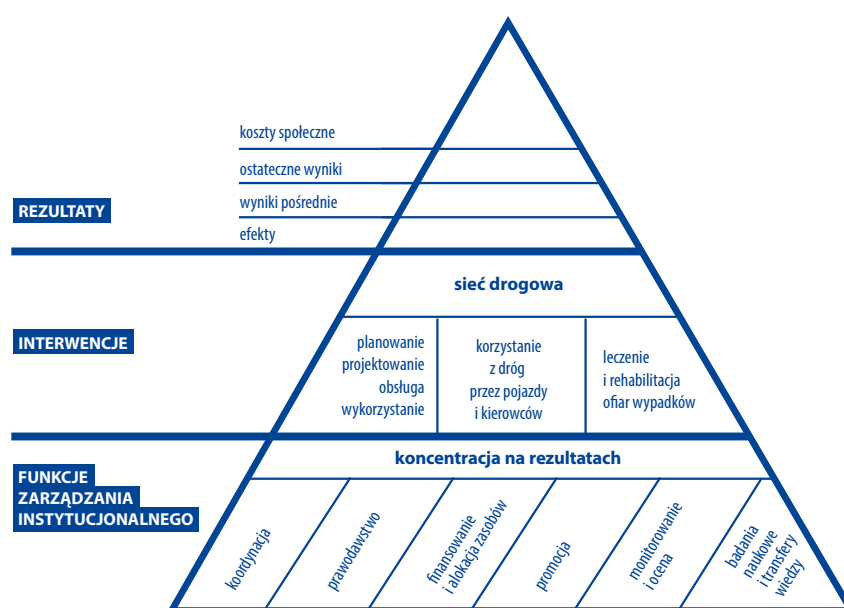 koszty społeczne
ostateczne wyniki
wyniki pośrednie
REZULTATY
efekty
sieć drogowa
INTERWENCJE
planowanie
projektowanie
obsługa
wykorzystanie
korzystanie
z dróg
przez pojazdy
i kierowców
leczenie
i rehabilitacja
ofiar wypadków
koncentracja na rezultatach
FUNKCJE
ZARZĄDZANIA
INSTYTUCJONALNEGO
koordynacja
prawodawstwo
finansowanie
i alokacja zasobów
promocja
monitorowanie
i ocena
badania
naukowe
i transfery
wiedzy